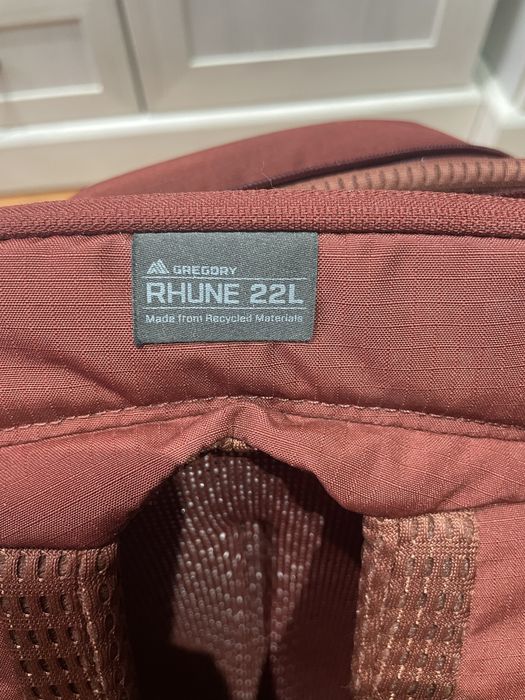 GREGORY
RHUNE 22L
Made from Recycled Materials